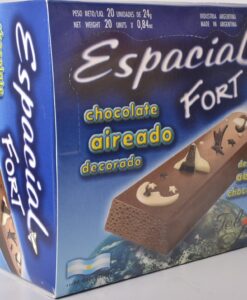 PESO NETO/LIQ. 20 UNIDADES DE 24g
NET WEIGHT 20 UNITS X 0,84oz
INDUSTRIA ARGENTINA
MADE IN ARGENTINA
Espacial
FORT
chocolate
aireado
decorado
Espacial
FORT